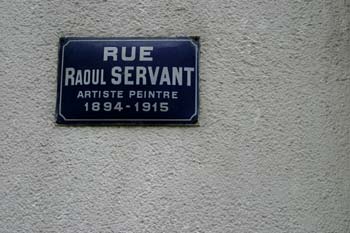 RUE
RAOUL SERVANT
ARTISTE PEINTRE
1894-1915